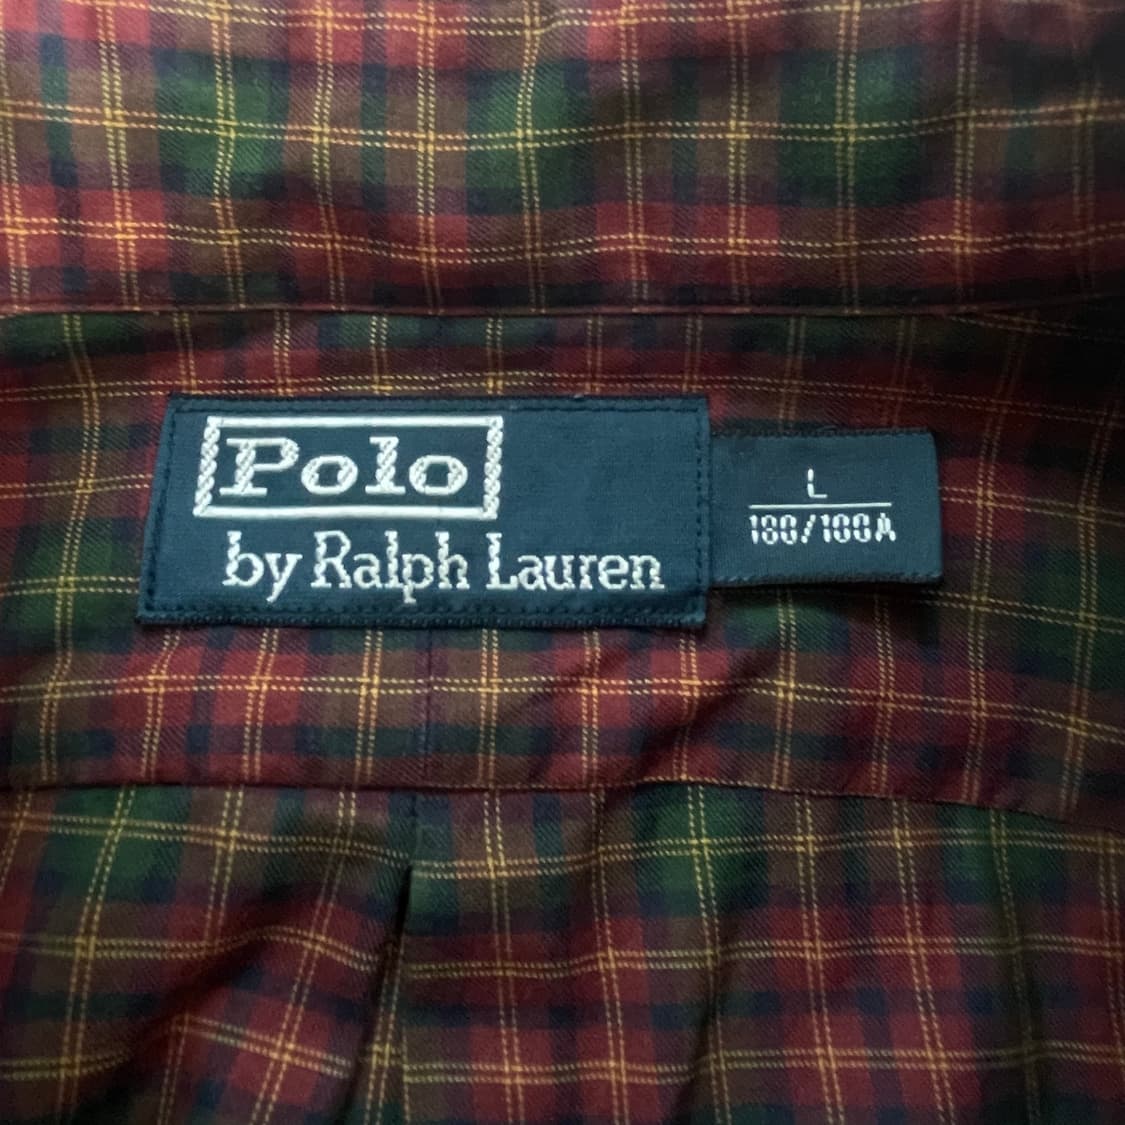 Polo
by Ralph Lauren
L
180/100A